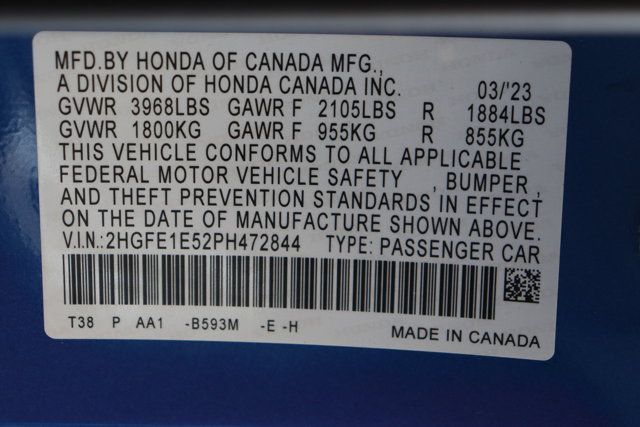 MFD.BY HONDA OF CANADA MFG.,
A DIVISION OF HONDA CANADA INC. 03/'23
GVWR 3968LBS GAWR F 2105LBS R 1884LBS
GVWR 1800KG GAWR F 955KG R 855KG
THIS VEHICLE CONFORMS TO ALL APPLICABLE
FEDERAL MOTOR VEHICLE SAFETY , BUMPER ,
AND THEFT PREVENTION STANDARDS IN EFFECT
ON THE DATE OF MANUFACTURE SHOWN ABOVE.
V.I.N.:2HGFE1E52PH472844 TYPE: PASSENGER CAR
T38 P AA1 -B593M -E -H
MADE IN CANADA